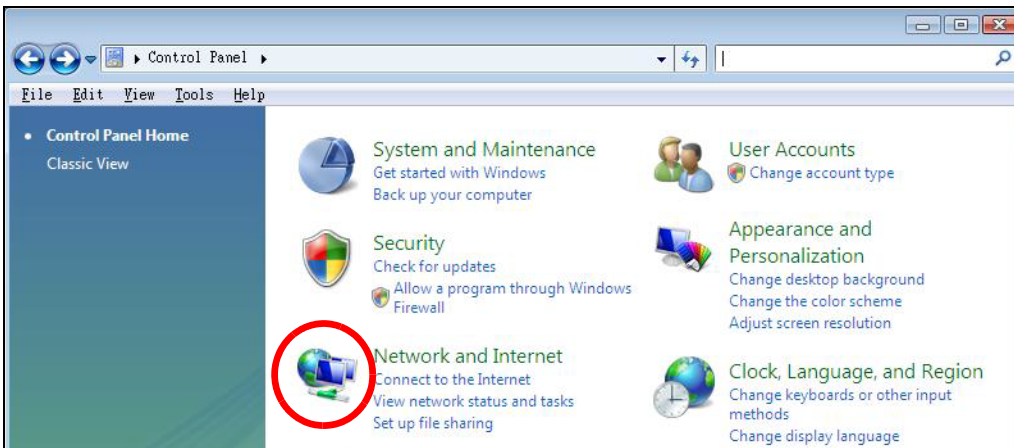 Control Panel
File Edit View Tools Help
Control Panel Home
Classic View
System and Maintenance
Get started with Windows
Back up your computer
Security
Check for updates
Allow a program through Windows
Firewall
Network and Internet
Connect to the Internet
View network status and tasks
Set up file sharing
User Accounts
Change account type
Appearance and
Personalization
Change desktop background
Change the color scheme
Adjust screen resolution
Clock, Language, and Region
Change keyboards or other input
methods
Change display language